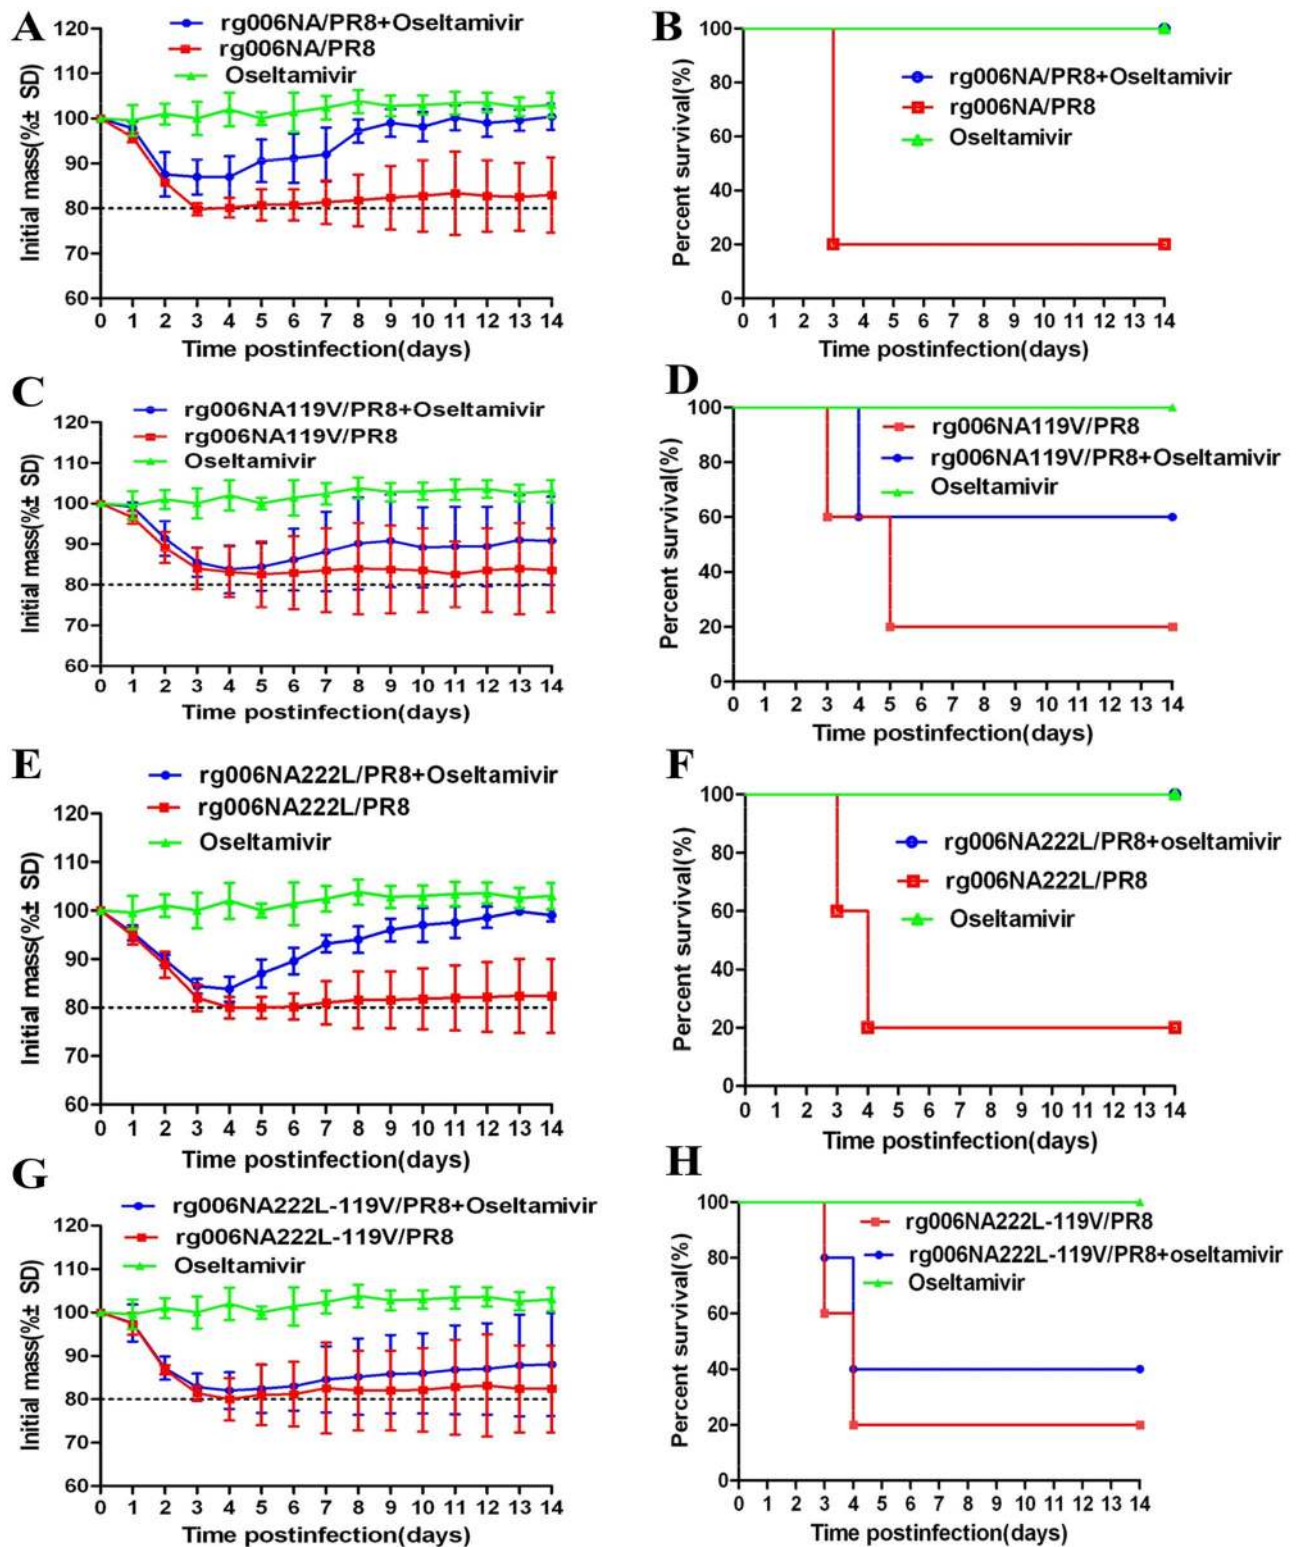 A
rg006NA/PR8+Oseltamivir
rg006NA/PR8
Oseltamivir
Initial mass(%± SD)
120
110
100
90
80
70
60
0 1 2 3 4 5 6 7 8 9 10 11 12 13 14
Time postinfection(days)
B
rg006NA/PR8+Oseltamivir
rg006NA/PR8
Oseltamivir
Percent survival(%)
100
80
60
40
20
0
0 1 2 3 4 5 6 7 8 9 10 11 12 13 14
Time postinfection(days)
C
rg006NA119V/PR8+Oseltamivir
rg006NA119V/PR8
Oseltamivir
Initial mass(%± SD)
120
110
100
90
80
70
60
0 1 2 3 4 5 6 7 8 9 10 11 12 13 14
Time postinfection(days)
D
rg006NA119V/PR8
rg006NA119V/PR8+Oseltamivir
Oseltamivir
Percent survival(%)
100
80
60
40
20
0
0 1 2 3 4 5 6 7 8 9 10 11 12 13 14
Time postinfection(days)
E
rg006NA222L/PR8+Oseltamivir
rg006NA222L/PR8
Oseltamivir
Initial mass(%± SD)
120
110
100
90
80
70
60
0 1 2 3 4 5 6 7 8 9 10 11 12 13 14
Time postinfection(days)
F
rg006NA222L/PR8+oseltamivir
rg006NA222L/PR8
Oseltamivir
Percent survival(%)
100
80
60
40
20
0
0 1 2 3 4 5 6 7 8 9 10 11 12 13 14
Time postinfection(days)
G
rg006NA222L-119V/PR8+Oseltamivir
rg006NA222L-119V/PR8
Oseltamivir
Initial mass(%± SD)
120
110
100
90
80
70
60
0 1 2 3 4 5 6 7 8 9 10 11 12 13 14
Time postinfection(days)
H
rg006NA222L-119V/PR8
rg006NA222L-119V/PR8+oseltamivir
Oseltamivir
Percent survival(%)
100
80
60
40
20
0
0 1 2 3 4 5 6 7 8 9 10 11 12 13 14
Time postinfection(days)